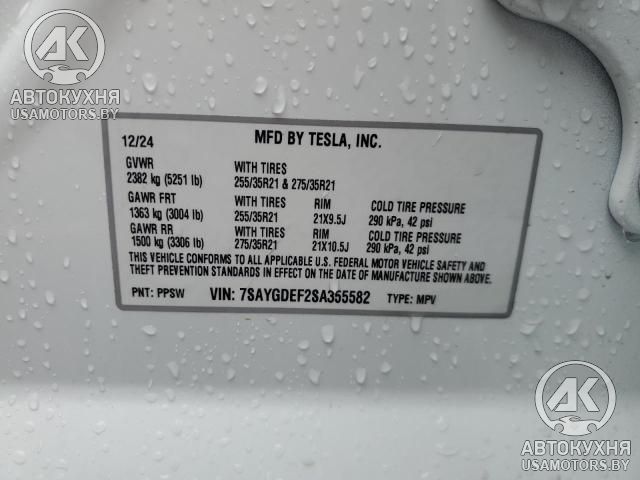 АК
АВТОКУХНЯ
USAMOTORS.BY
12/24 MFD BY TESLA, INC.
GVWR WITH TIRES
2382 kg (5251 lb) 255/35R21 & 275/35R21
GAWR FRT WITH TIRES RIM COLD TIRE PRESSURE
1363 kg (3004 lb) 255/35R21 21X9.5J 290 kPa, 42 psi
GAWR RR WITH TIRES RIM COLD TIRE PRESSURE
1500 kg (3306 lb) 275/35R21 21X10.5J 290 kPa, 42 psi
THIS VEHICLE CONFORMS TO ALL APPLICABLE U.S. FEDERAL MOTOR VEHICLE SAFETY AND
THEFT PREVENTION STANDARDS IN EFFECT ON THE DATE OF MANUFACTURE SHOWN ABOVE.
PNT: PPSW VIN: 7SAYGDEF2SA355582 TYPE: MPV
АК
АВТОКУХНЯ
USAMOTORS.BY